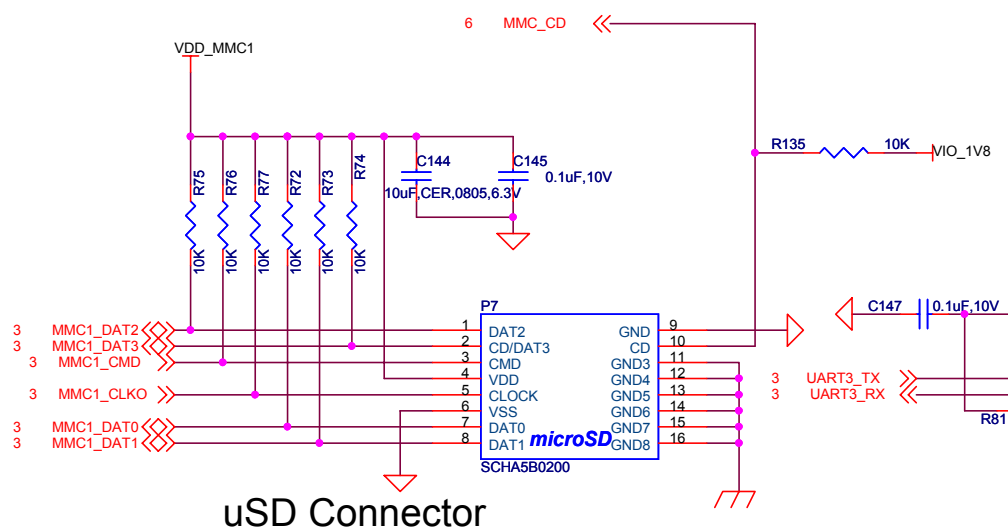 6 MMC_CD
VDD_MMC1
R75
R76
R77
R72
R73
R74
10K
10K
10K
10K
10K
10K
C144
10uF,CER,0805,6.3V
C145
0.1uF,10V
R135 10K VIO_1V8
P7
3 MMC1_DAT2 1 DAT2 GND 9
3 MMC1_DAT3 2 CD/DAT3 CD 10
3 MMC1_CMD 3 CMD GND3 11
4 VDD GND4 12
3 MMC1_CLKO 5 CLOCK GND5 13
6 VSS GND6 14
3 MMC1_DAT0 7 DAT0 GND7 15
3 MMC1_DAT1 8 DAT1 GND8 16
microSD
SCHA5B0200
C147 0.1uF,10V
3 UART3_TX
3 UART3_RX
R81
uSD Connector